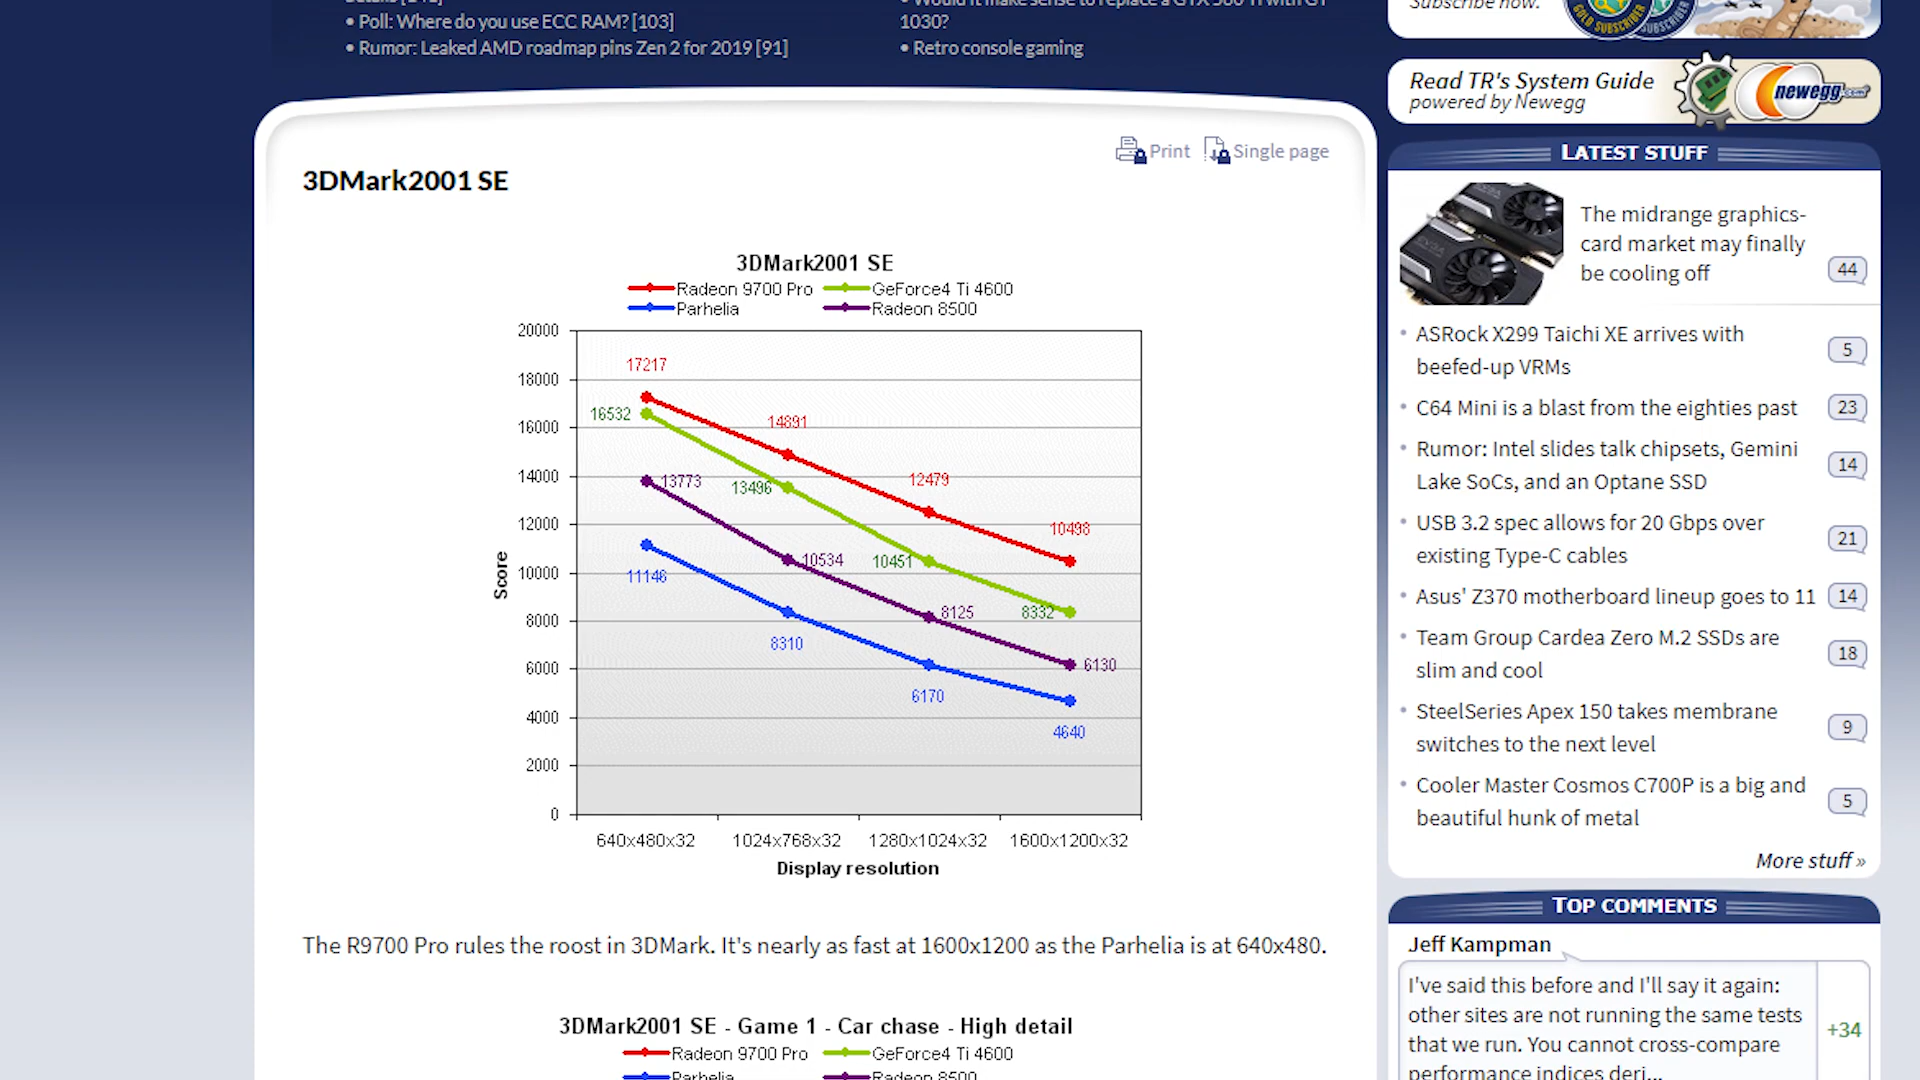 • Poll: Where do you use ECC RAM? [103]
• Rumor: Leaked AMD roadmap pins Zen 2 for 2019 [91]
1030?
• Retro console gaming
Subscribe now.
GOLD SUBSCRIBER
SUBSCRIBER
Read TR's System Guide
powered by Newegg
newegg.com
Print
Single page
3DMark2001 SE
3DMark2001 SE
Radeon 9700 Pro
GeForce4 Ti 4600
Parhelia
Radeon 8500
20000
18000
16000
14000
12000
10000
8000
6000
4000
2000
0
Score
17217
14891
12479
10498
16532
13496
10451
8332
13773
10534
8125
6130
11146
8310
6170
4640
640x480x32
1024x768x32
1280x1024x32
1600x1200x32
Display resolution
The R9700 Pro rules the roost in 3DMark. It's nearly as fast at 1600x1200 as the Parhelia is at 640x480.
3DMark2001 SE - Game 1 - Car chase - High detail
Radeon 9700 Pro
GeForce4 Ti 4600
Parhelia
Radeon 8500
LATEST STUFF
The midrange graphics-
card market may finally
be cooling off
44
• ASRock X299 Taichi XE arrives with
beefed-up VRMs
5
• C64 Mini is a blast from the eighties past
23
• Rumor: Intel slides talk chipsets, Gemini
Lake SoCs, and an Optane SSD
14
• USB 3.2 spec allows for 20 Gbps over
existing Type-C cables
21
• Asus' Z370 motherboard lineup goes to 11
14
• Team Group Cardea Zero M.2 SSDs are
slim and cool
18
• SteelSeries Apex 150 takes membrane
switches to the next level
9
• Cooler Master Cosmos C700P is a big and
beautiful hunk of metal
5
More stuff »
TOP COMMENTS
Jeff Kampman
I've said this before and I'll say it again:
other sites are not running the same tests
that we run. You cannot cross-compare
performance indices deri...
+34